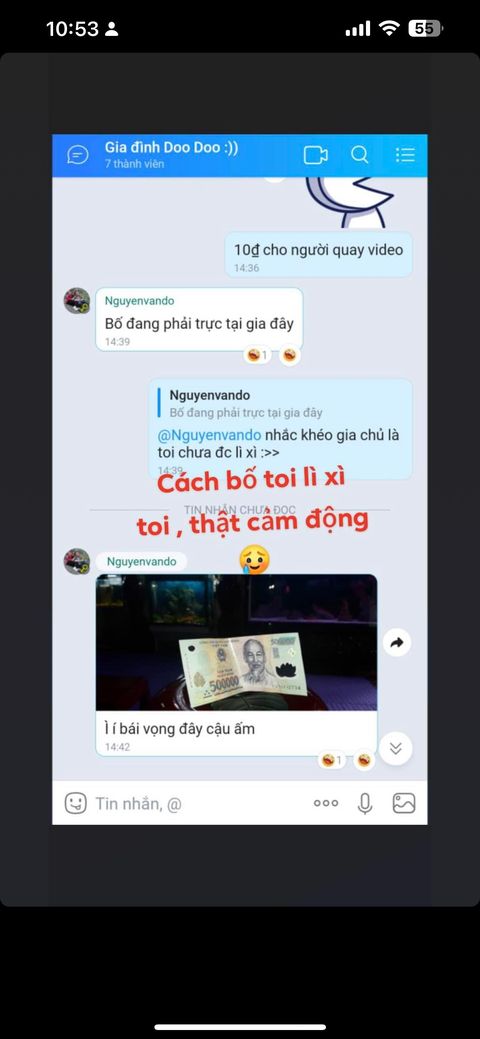 10:53
55
Gia đình Doo Doo :))
7 thành viên
10₫ cho người quay video
14:36
Nguyenvando
Bố đang phải trực tại gia đây
14:39
1
Nguyenvando
Bố đang phải trực tại gia đây
@Nguyenvando nhắc khéo gia chủ là
toi chưa đc lì xì :>>
14:39
Cách bố toi lì xì
TIN NHẮN CHƯA ĐỌC
toi , thật cảm động
Nguyenvando
500000
500000
Ì í bái vọng đây cậu ấm
14:42
1
Tin nhắn, @